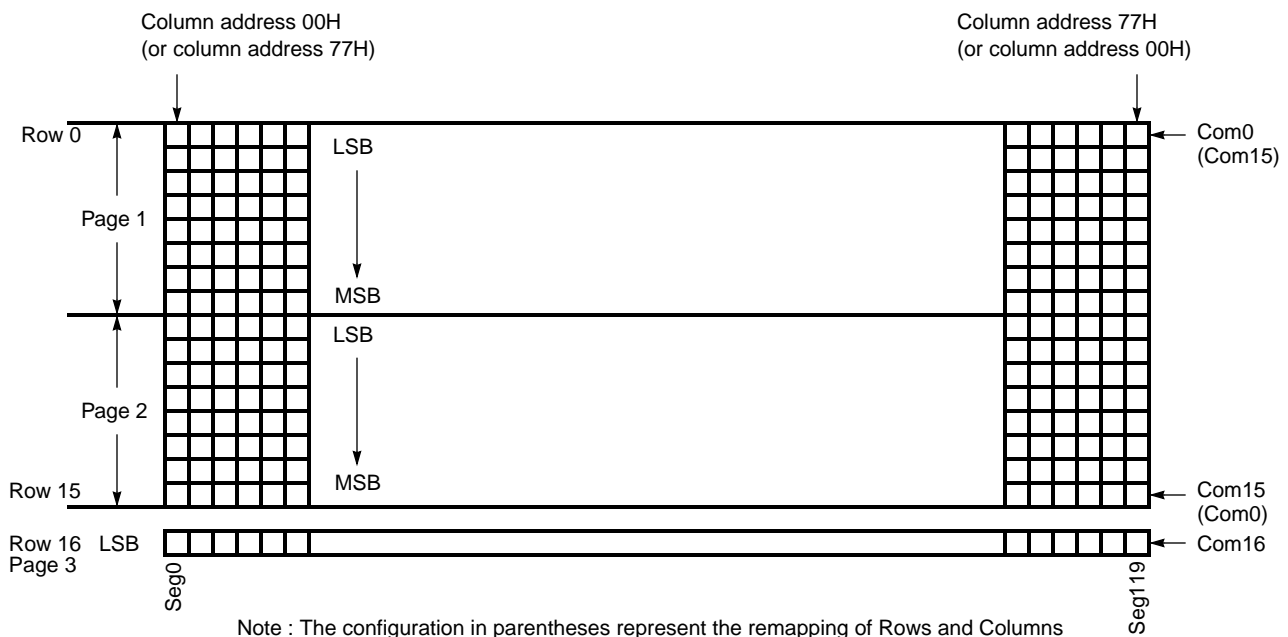 Column address 00H
(or column address 77H)
Column address 77H
(or column address 00H)
Row 0
LSB
Com0
(Com15)
Page 1
MSB
LSB
Page 2
MSB
Row 15
Com15
(Com0)
Row 16 LSB
Page 3
Com16
Seg0
Seg119
Note : The configuration in parentheses represent the remapping of Rows and Columns